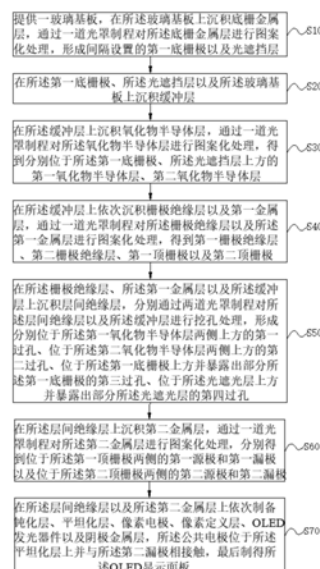 提供一玻璃基板，在所述玻璃基板上沉积底栅金属
层，通过一道光罩制程对所述底栅金属层进行图案
化处理，形成间隔设置的第一底栅极以及光遮挡层
S10
在所述第一底栅极、所述光遮挡层以及所述玻璃基
板上沉积缓冲层
S20
在所述缓冲层上沉积氧化物半导体层，通过一道光
罩制程对所述氧化物半导体层进行图案化处理，得
到分别位于所述第一底栅极、所述光遮挡层上方的
第一氧化物半导体层、第二氧化物半导体层
S30
在所述缓冲层上依次沉积栅极绝缘层以及第一金属
层，通过一道光罩制程对所述栅极绝缘层以及所述
第一金属层进行图案化处理，得到第一栅极绝缘层
、第二栅极绝缘层、第一顶栅极以及第二顶栅极
S40
在所述栅极绝缘层、所述第一金属层以及所述缓冲
层上沉积层间绝缘层，分别通过两道光罩制程对所
述层间绝缘层以及所述缓冲层进行挖孔处理，形成
分别位于所述第一氧化物半导体层两侧上方的第一
过孔、位于所述第二氧化物半导体层两侧上方的第
二过孔、位于所述第一底栅极上方并暴露出部分所
述第一底栅极的第三过孔、位于所述遮光层上方
并暴露出部分所述光遮光层的第四过孔
S50
在所述层间绝缘层上沉积第二金属层，通过一道光
罩制程对所述第二金属层进行图案化处理，分别得
到位于所述第一顶栅极两侧的第一源极和第一漏极
以及位于所述第二顶栅极两侧的第二源极和第二漏极
S60
在所述层间绝缘层以及所述第二金属层上依次制备
钝化层、平坦化层、像素电极、像素定义层、OLED
发光器件以及阴极金属层，所述公共电极位于所述
平坦化层上并与所述第二漏极相接触，最后制得所
述OLED显示面板
S70